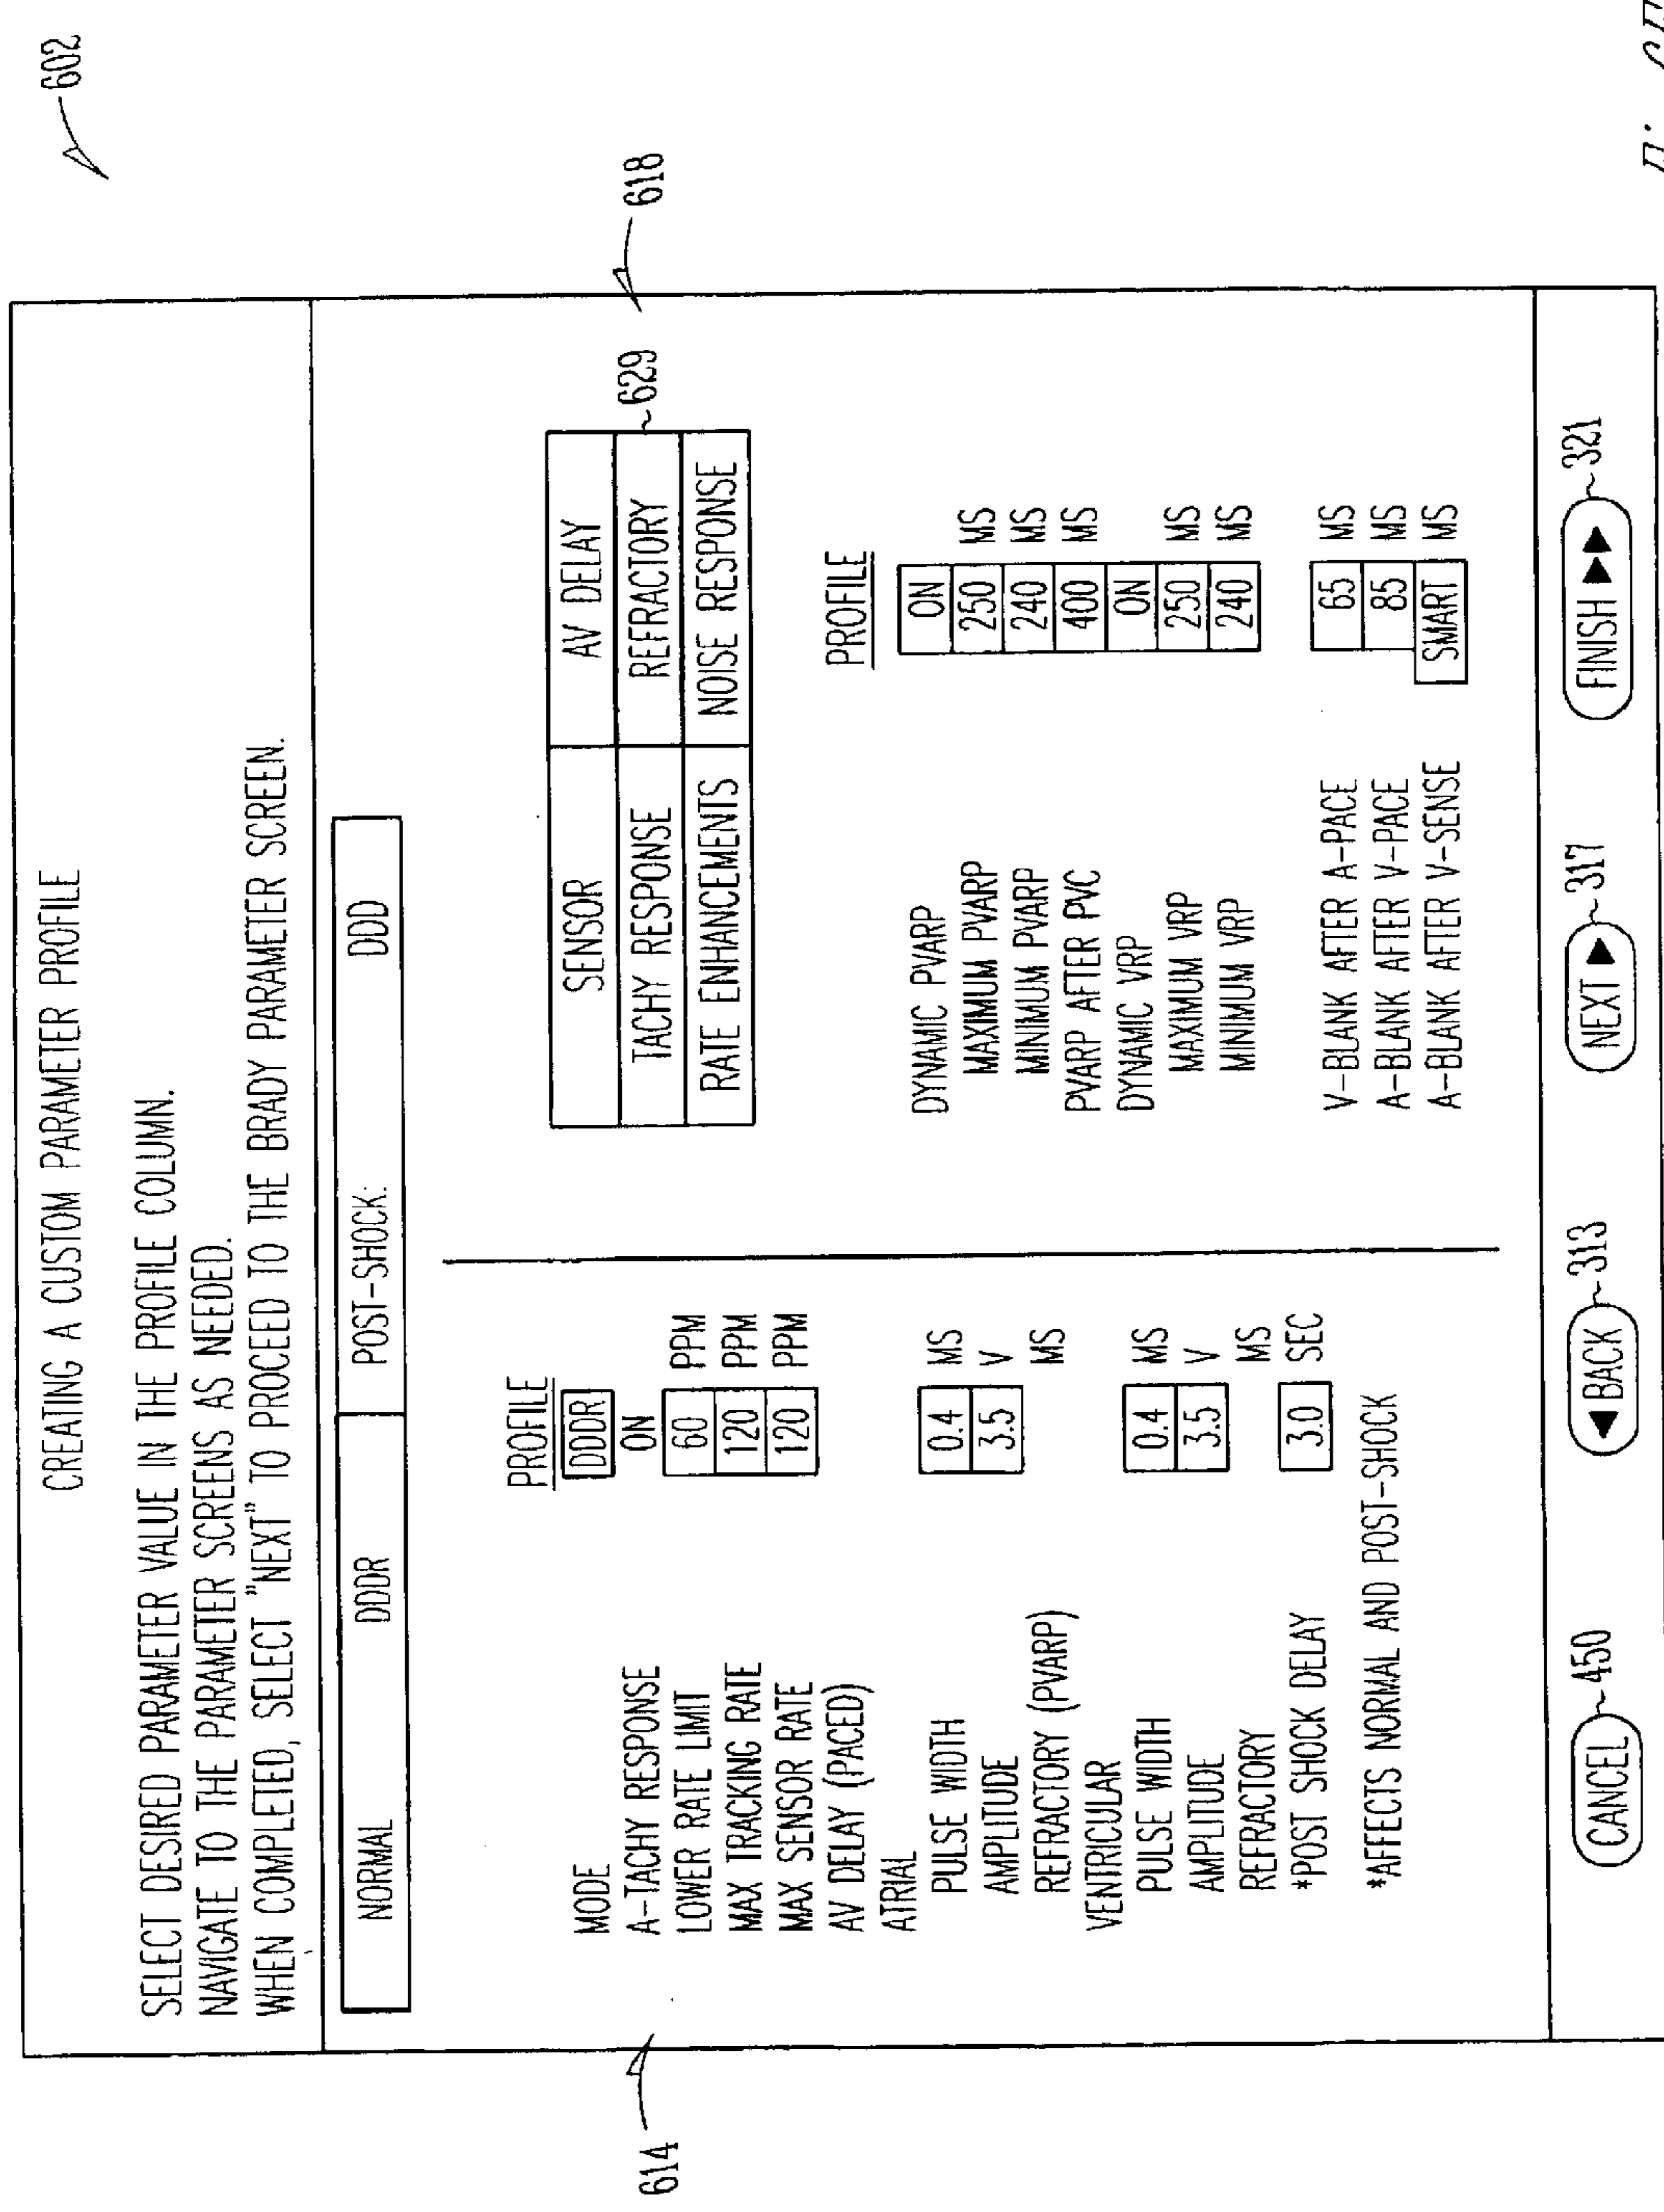 602
CREATING A CUSTOM PARAMETER PROFILE
SELECT DESIRED PARAMETER VALUE IN THE PROFILE COLUMN.
NAVIGATE TO THE PARAMETER SCREENS AS NEEDED.
WHEN COMPLETED, SELECT "NEXT" TO PROCEED TO THE BRADY PARAMETER SCREEN.
NORMAL DDDR POST-SHOCK: DDD
614
618
PROFILE
MODE DDDR
A-TACHY RESPONSE ON
LOWER RATE LIMIT 60 PPM
MAX TRACKING RATE 120 PPM
MAX SENSOR RATE 120 PPM
AV DELAY (PACED)
ATRIAL
PULSE WIDTH 0.4 MS
AMPLITUDE 3.5 V
REFRACTORY (PVARP) MS
VENTRICULAR
PULSE WIDTH 0.4 MS
AMPLITUDE 3.5 V
REFRACTORY MS
*POST SHOCK DELAY 3.0 SEC
*AFFECTS NORMAL AND POST-SHOCK
SENSOR AV DELAY
TACHY RESPONSE REFRACTORY 629
RATE ENHANCEMENTS NOISE RESPONSE
PROFILE
DYNAMIC PVARP ON
MAXIMUM PVARP 250 MS
MINIMUM PVARP 240 MS
PVARP AFTER PVC 400 MS
DYNAMIC VRP ON
MAXIMUM VRP 250 MS
MINIMUM VRP 240 MS
V-BLANK AFTER A-PACE 65 MS
A-BLANK AFTER V-PACE 85 MS
A-BLANK AFTER V-SENSE SMART MS
CANCEL 450
BACK 313
NEXT 317
FINISH 321